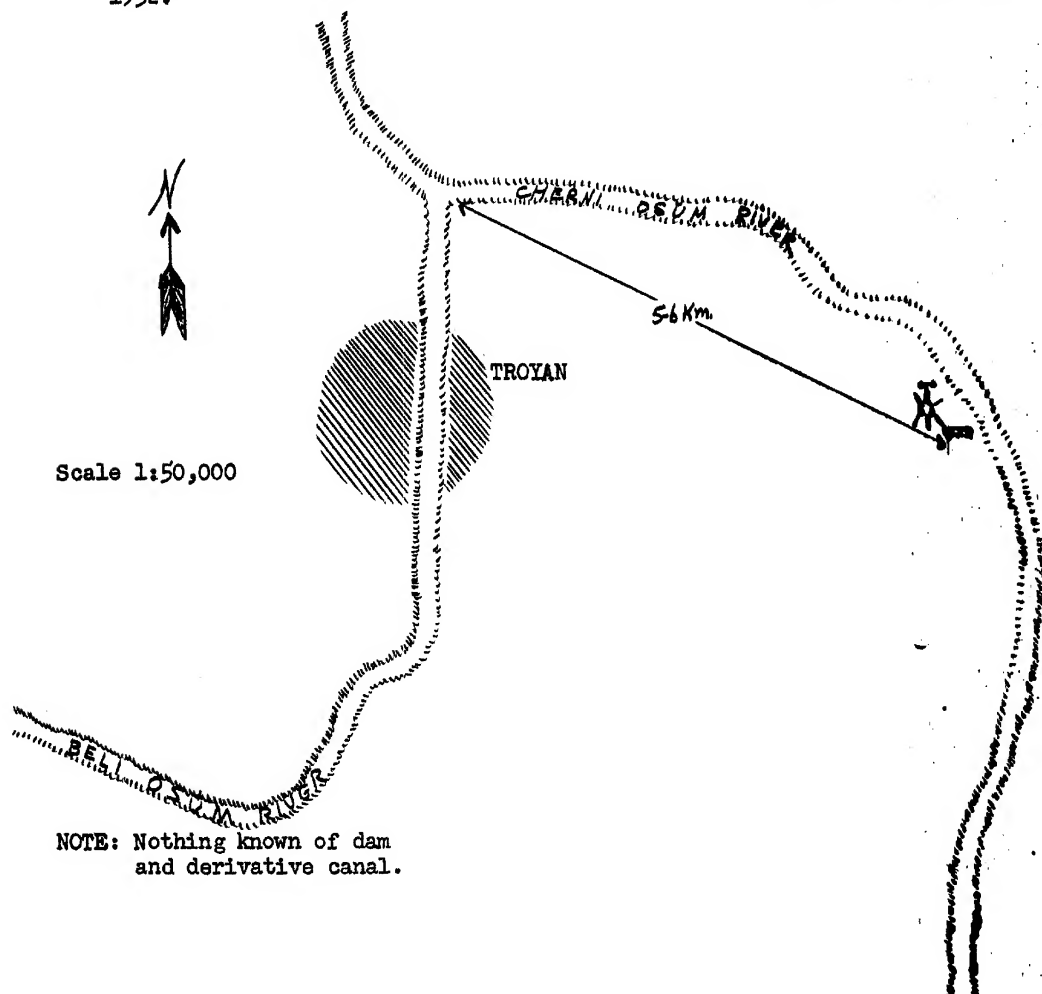 N
CHERNI OSUM RIVER
5-6 Km.
TROYAN
Scale 1:50,000
BELI OSUM RIVER
NOTE: Nothing known of dam
and derivative canal.